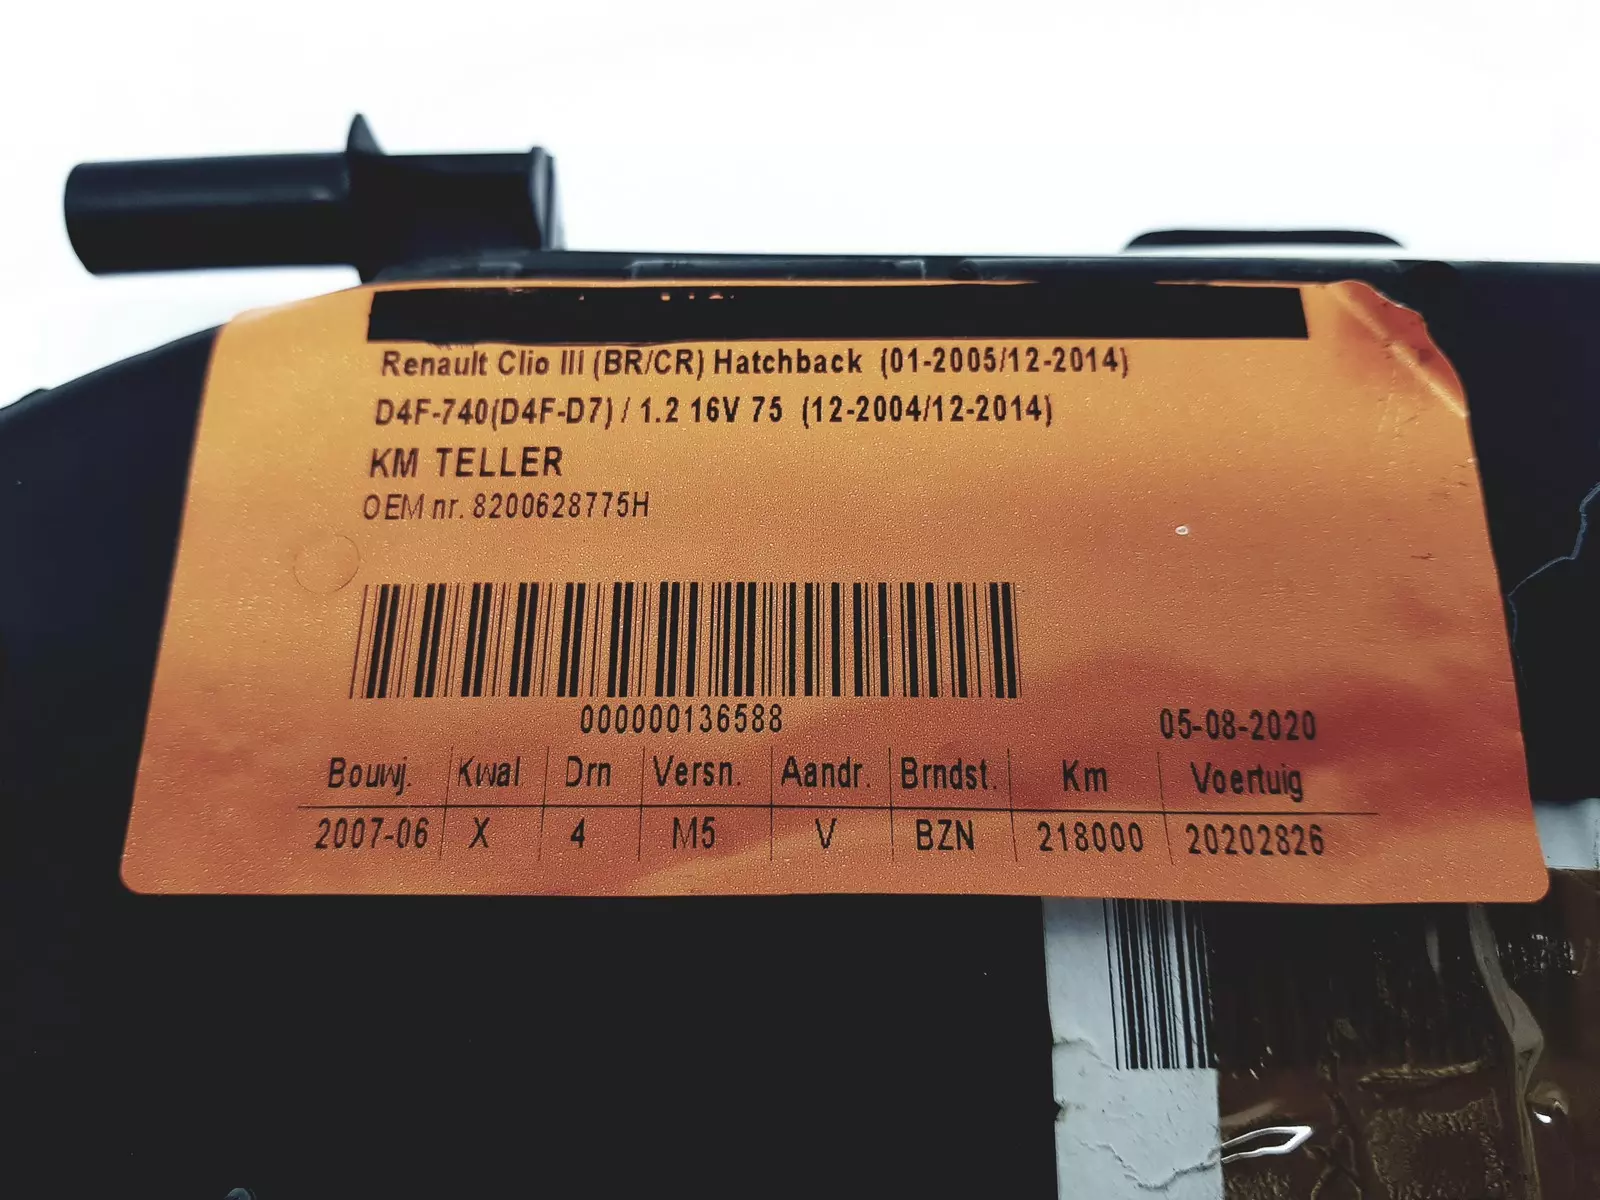 Renault Clio III (BR/CR) Hatchback (01-2005/12-2014)
D4F-740(D4F-D7) / 1.2 16V 75 (12-2004/12-2014)
KM TELLER
OEM nr. 8200628775H
000000136588
05-08-2020
Bouwj. Kwal Drn Versn. Aandr. Brndst. Km Voertuig
2007-06 X 4 M5 V BZN 218000 20202826